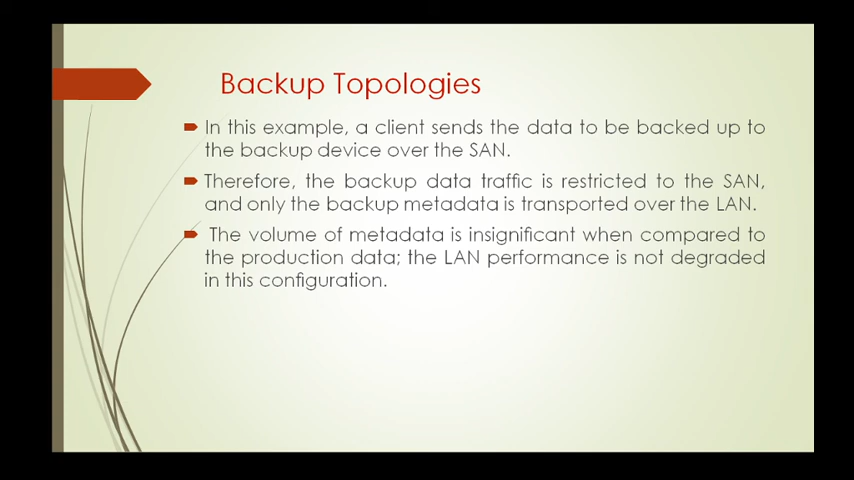 Backup Topologies
In this example, a client sends the data to be backed up to
the backup device over the SAN.
Therefore, the backup data traffic is restricted to the SAN,
and only the backup metadata is transported over the LAN.
The volume of metadata is insignificant when compared to
the production data; the LAN performance is not degraded
in this configuration.